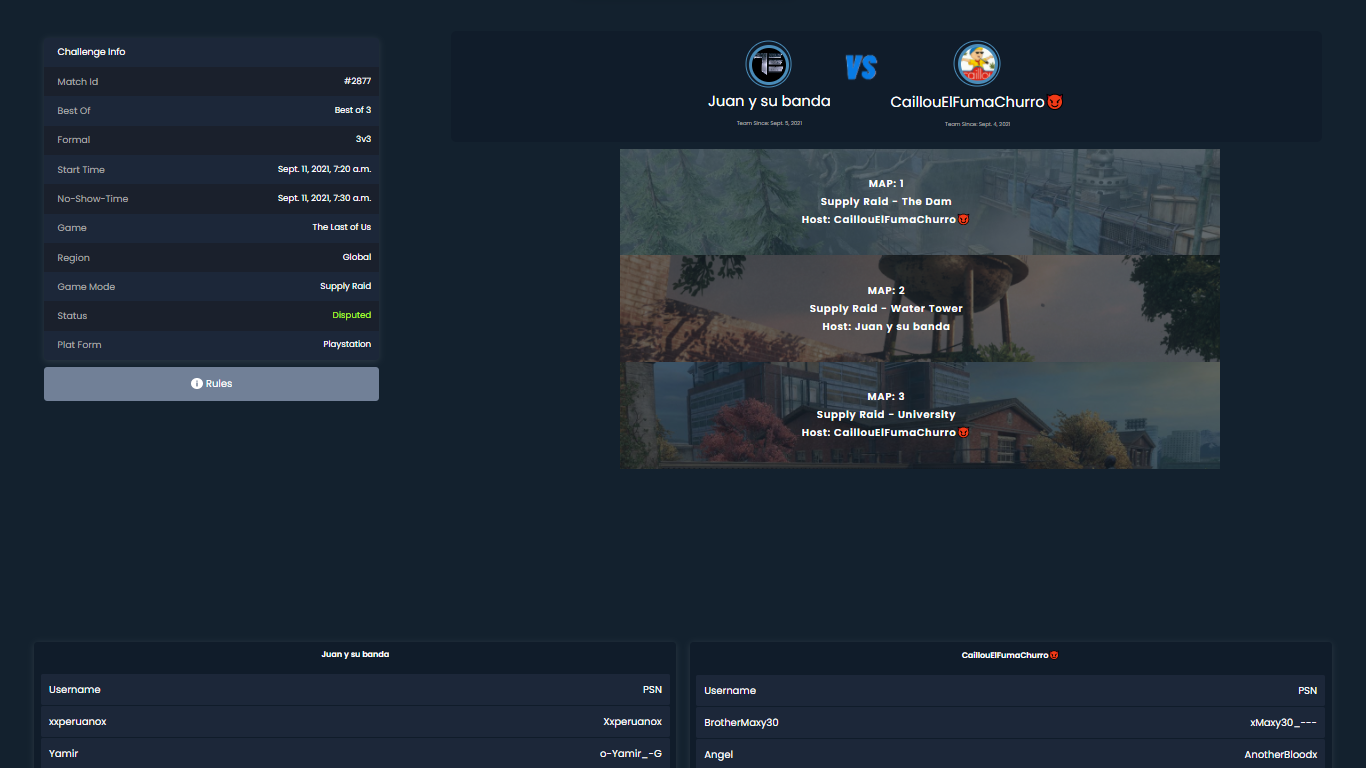 Challenge Info
Match Id #2877
Best Of Best of 3
Formal 3v3
Start Time Sept. 11, 2021, 7:20 a.m.
No-Show-Time Sept. 11, 2021, 7:30 a.m.
Game The Last of Us
Region Global
Game Mode Supply Raid
Status Disputed
Plat Form Playstation
Rules
TE
VS
caillou
Juan y su banda
CaillouElFumaChurro😈
Team Since: Sept. 5, 2021
Team Since: Sept. 4, 2021
MAP: 1
Supply Raid - The Dam
Host: CaillouElFumaChurro😈
MAP: 2
Supply Raid - Water Tower
Host: Juan y su banda
MAP: 3
Supply Raid - University
Host: CaillouElFumaChurro😈
Juan y su banda
Username PSN
xxperuanox Xxperuanox
Yamir o-Yamir_-G
CaillouElFumaChurro😈
Username PSN
BrotherMaxy30 xMaxy30_---
Angel AnotherBloodx